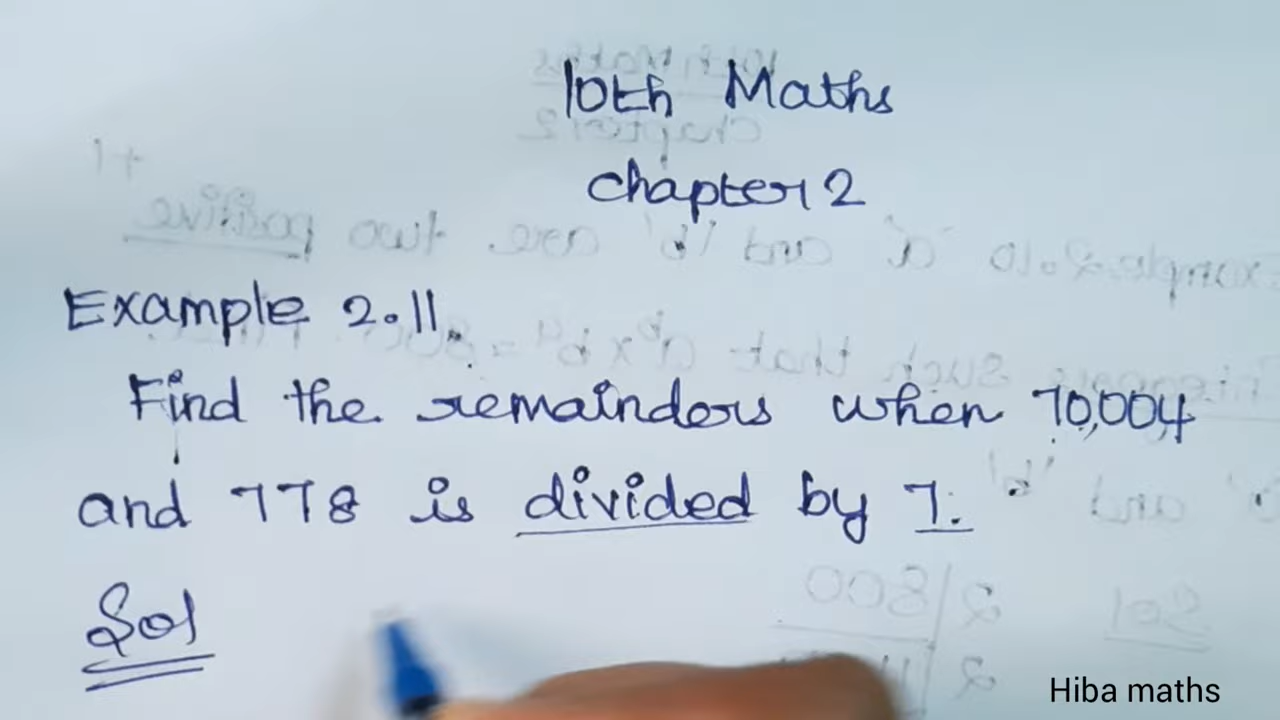 10th Maths
Chapter 2
Example 2.11.
Find the remainders when 70,004
and 778 is divided by 7.
Sol
Hiba maths